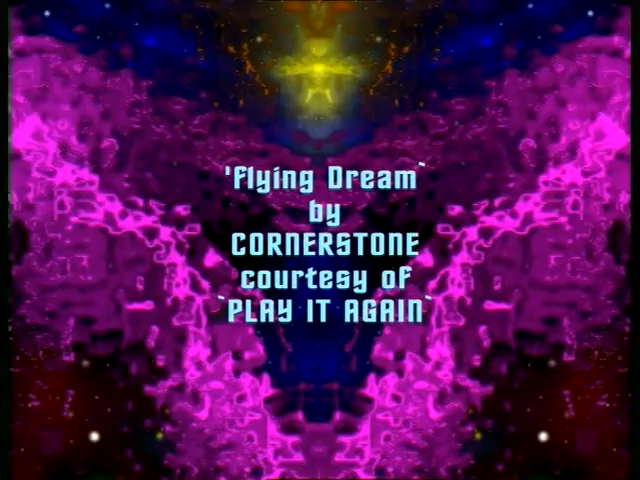 'Flying Dream`
by
CORNERSTONE
courtesy of
`PLAY IT AGAIN`